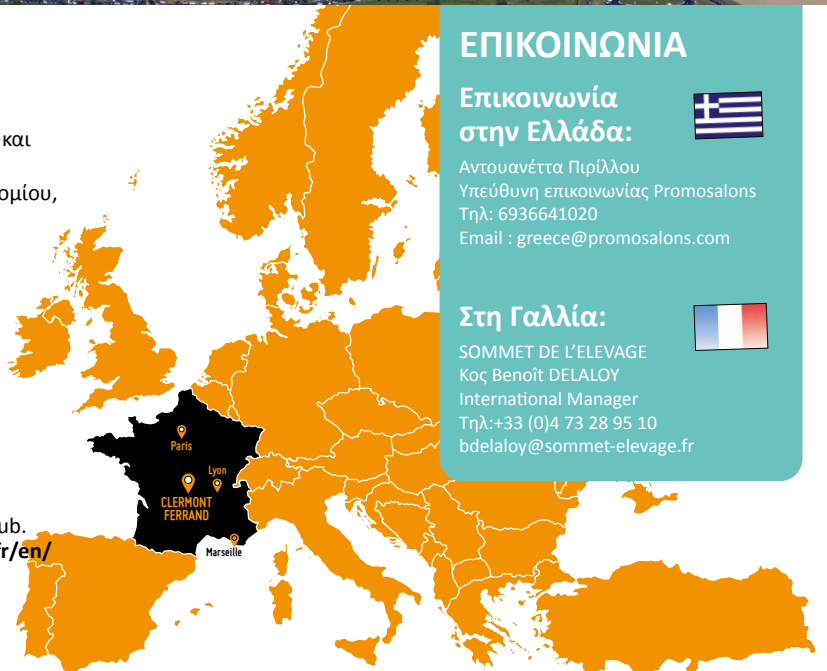 και
ομίου,
ub.
fr/en/
Paris
Lyon
CLERMONT
FERRAND
Marseille
ΕΠΙΚΟΙΝΩΝΙΑ
Επικοινωνία
στην Ελλάδα:
Αντουανέττα Πιρίλλου
Υπεύθυνη επικοινωνίας Promosalons
Τηλ: 6936641020
Email : greece@promosalons.com
Στη Γαλλία:
SOMMET DE L’ELEVAGE
Κος Benoît DELALOY
International Manager
Τηλ:+33 (0)4 73 28 95 10
bdelaloy@sommet-elevage.fr